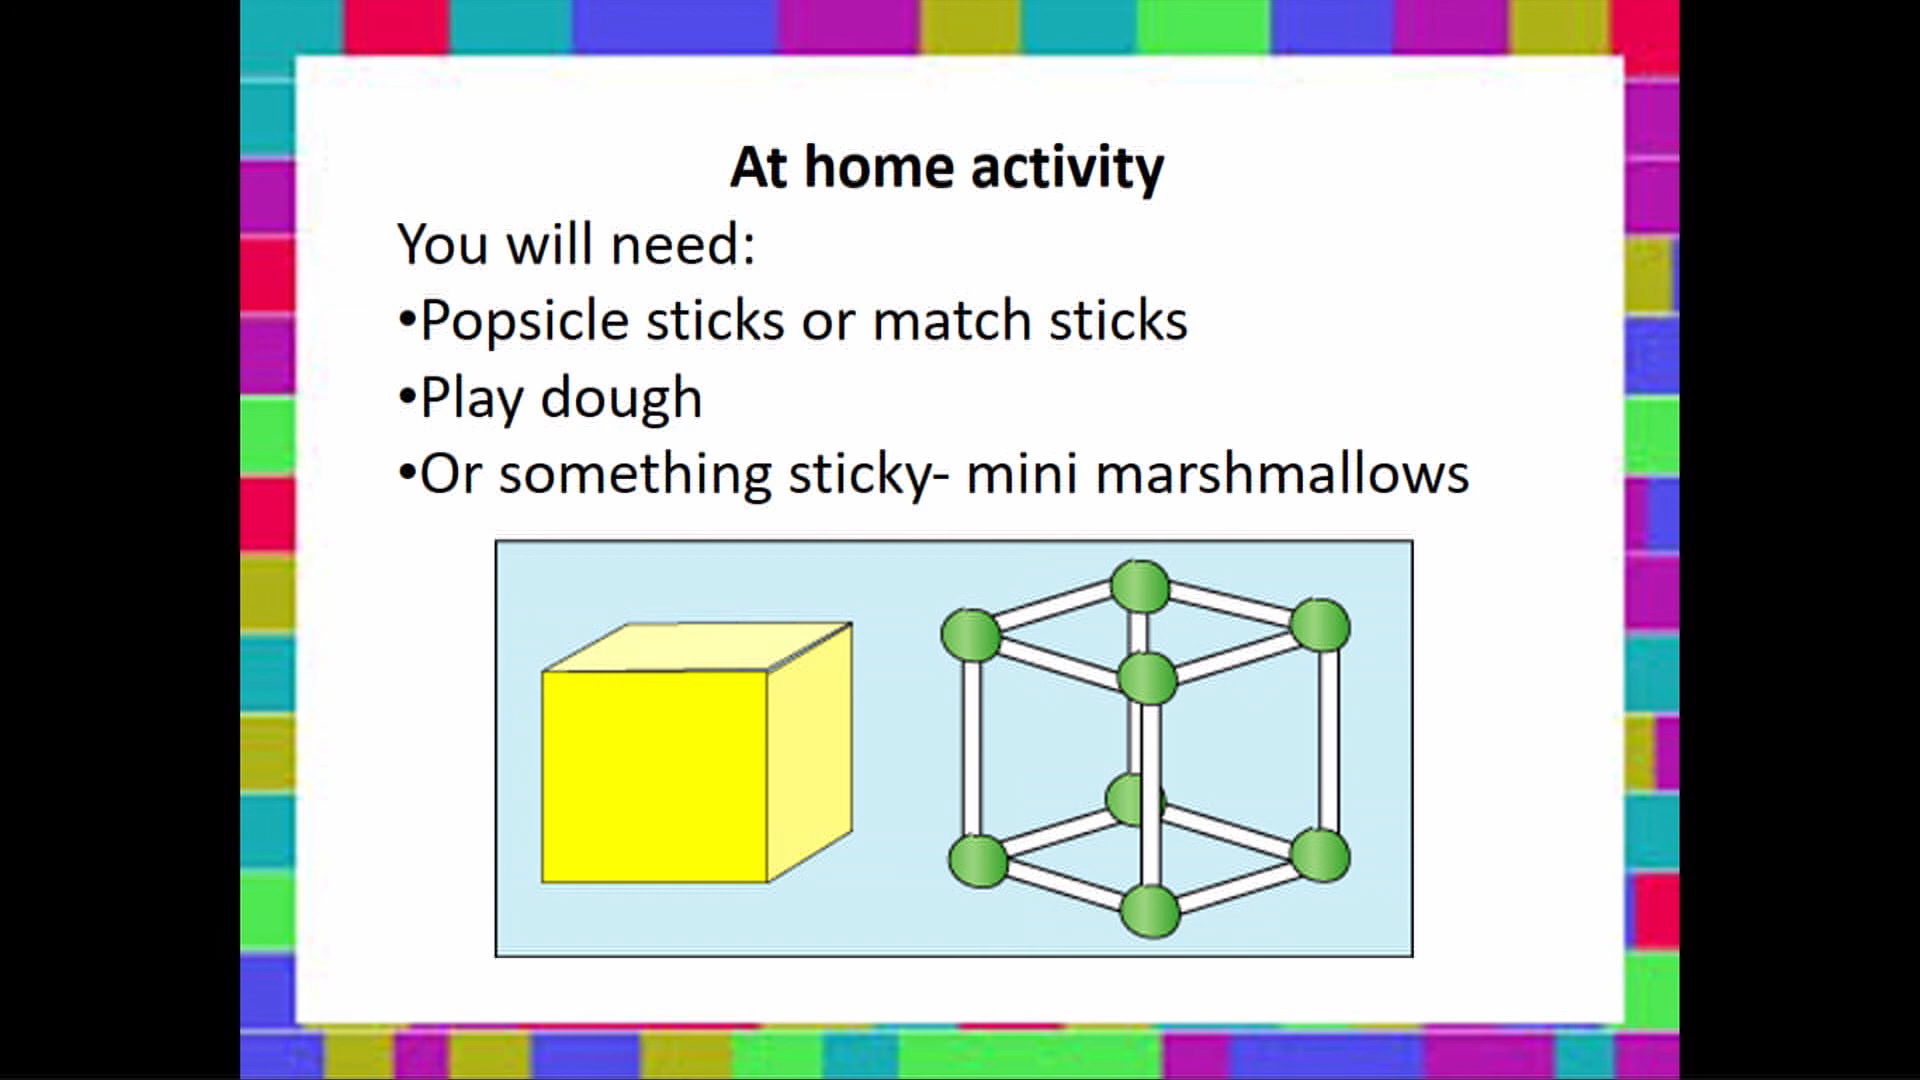 At home activity
You will need:
•Popsicle sticks or match sticks
•Play dough
•Or something sticky- mini marshmallows